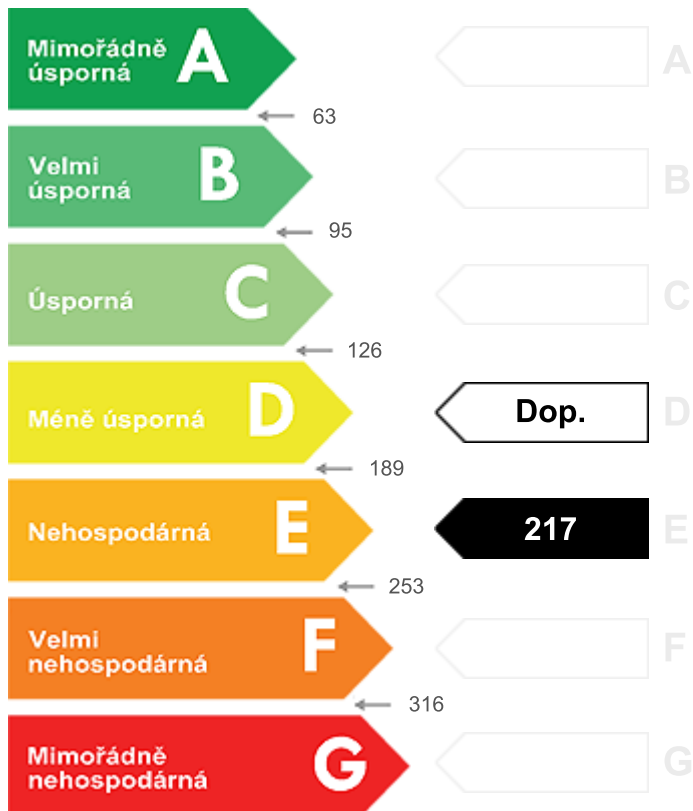 Mimořádně
úsporná
A
A
63
Velmi
úsporná
B
B
95
Úsporná
C
C
126
Méně úsporná
D
Dop.
D
189
Nehospodárná
E
217
E
253
Velmi
nehospodárná
F
F
316
Mimořádně
nehospodárná
G
G